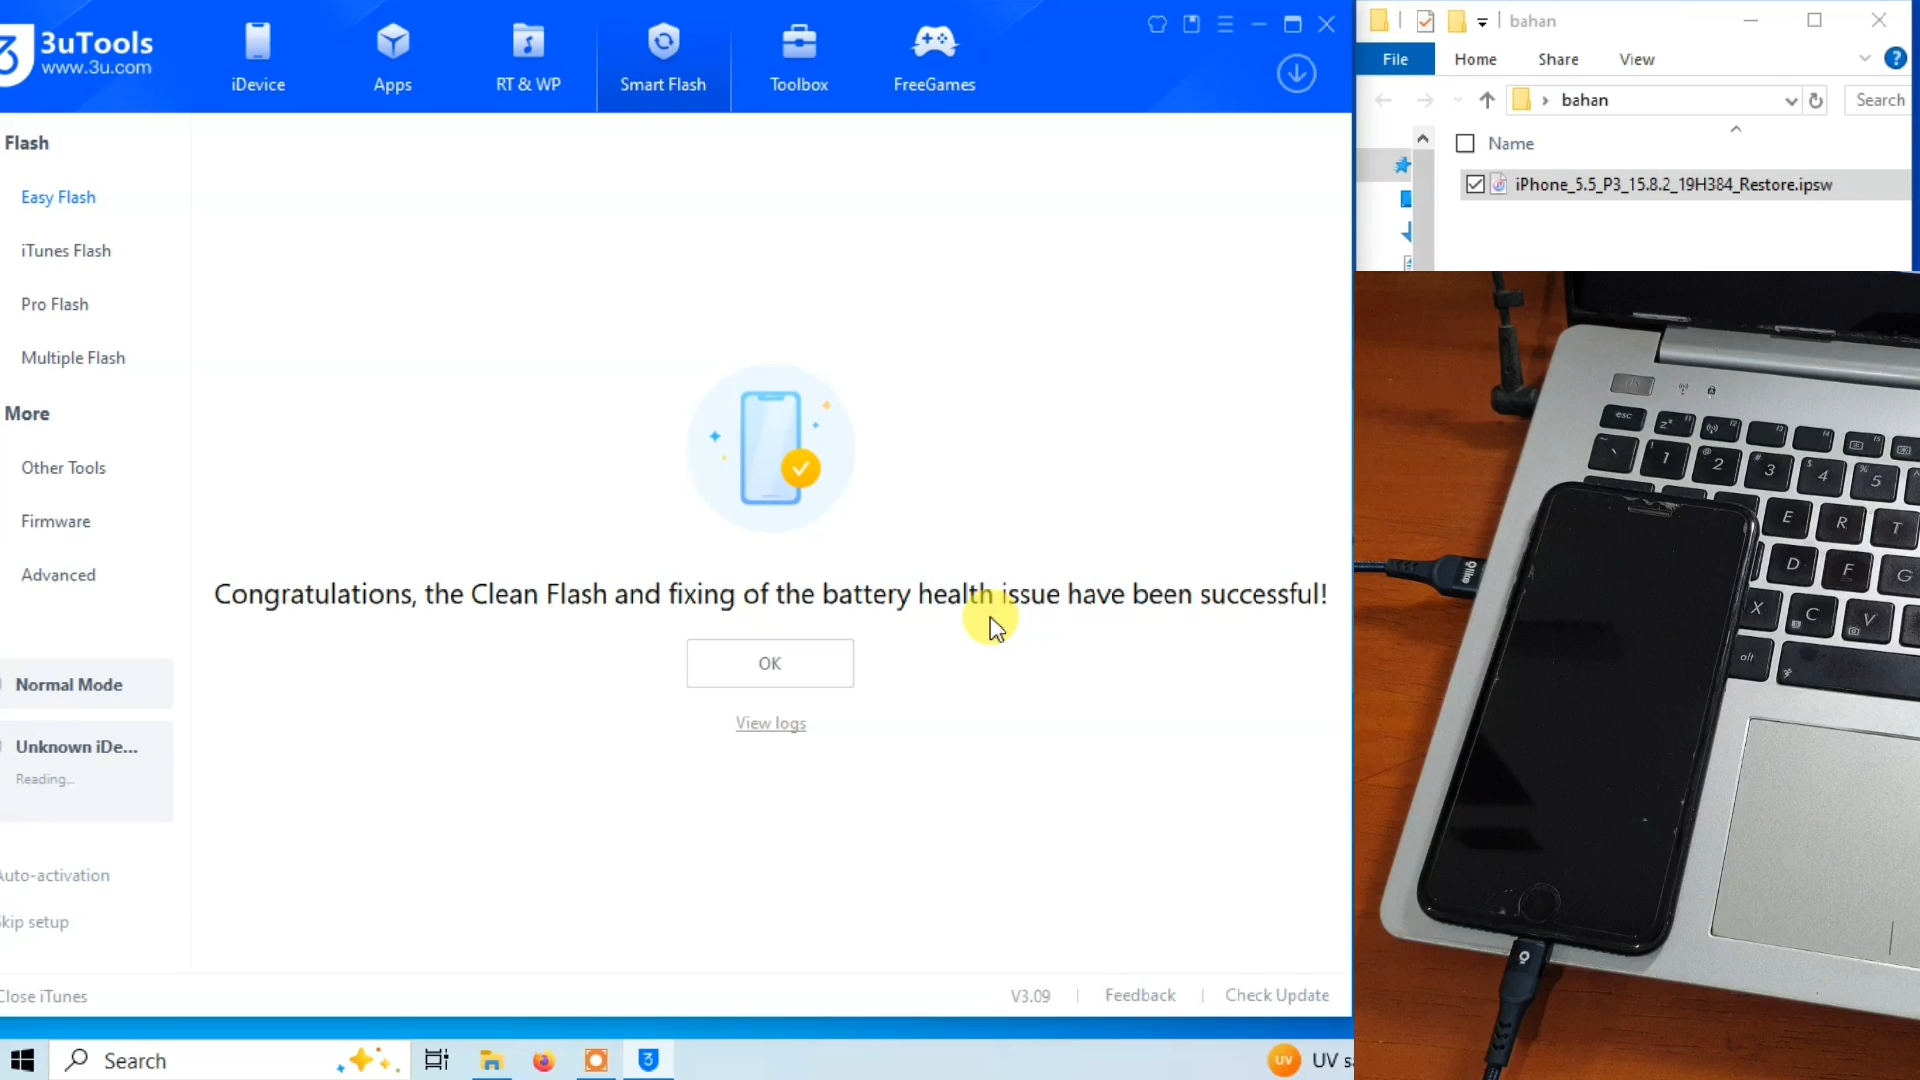 3uTools
www.3u.com
iDevice
Apps
RT & WP
Smart Flash
Toolbox
FreeGames
Flash
Easy Flash
iTunes Flash
Pro Flash
Multiple Flash
More
Other Tools
Firmware
Advanced
Normal Mode
Unknown iDe...
Reading...
Auto-activation
Skip setup
Close iTunes
Congratulations, the Clean Flash and fixing of the battery health issue have been successful!
OK
View logs
V3.09
Feedback
Check Update
Search
UV
bahan
File
Home
Share
View
bahan
Search
Name
iPhone_5.5_P3_15.8.2_19H384_Restore.ipsw
esc
1
2
3
4
5
E
R
T
D
F
G
X
C
V
alt